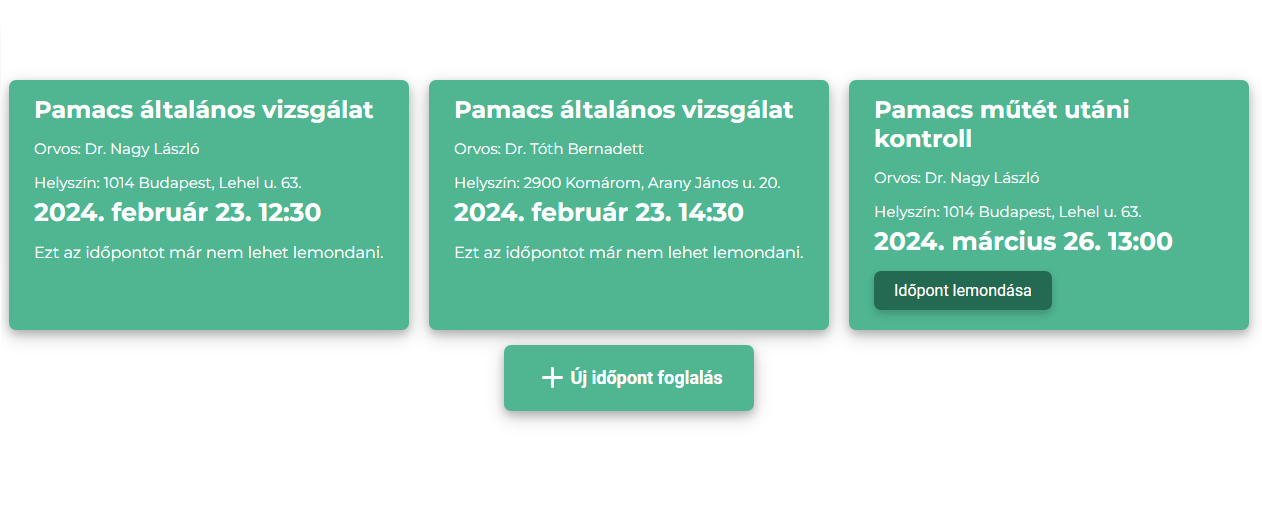 Pamacs általános vizsgálat
Orvos: Dr. Nagy László
Helyszín: 1014 Budapest, Lehel u. 63.
2024. február 23. 12:30
Ezt az időpontot már nem lehet lemondani.
Pamacs általános vizsgálat
Orvos: Dr. Tóth Bernadett
Helyszín: 2900 Komárom, Arany János u. 20.
2024. február 23. 14:30
Ezt az időpontot már nem lehet lemondani.
Pamacs műtét utáni
kontroll
Orvos: Dr. Nagy László
Helyszín: 1014 Budapest, Lehel u. 63.
2024. március 26. 13:00
Időpont lemondása
Új időpont foglalás